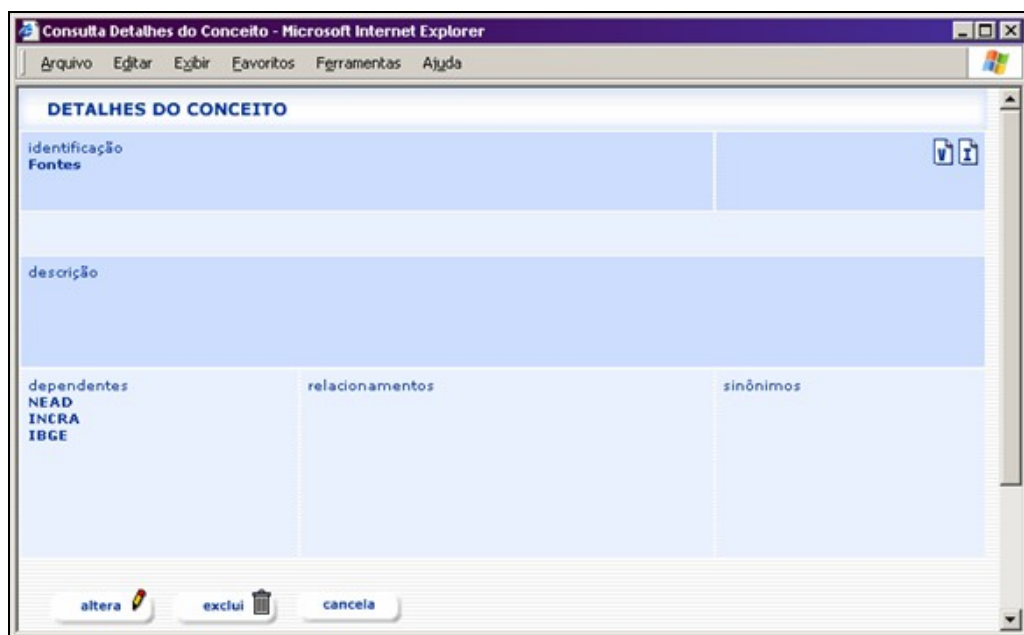 Consulta Detalhes do Conceito - Microsoft Internet Explorer
Arquivo Editar Exibir Favoritos Ferramentas Ajuda
DETALHES DO CONCEITO
identificação
Fontes
V I
descrição
dependentes
NEAD
INCRA
IBGE
relacionamentos
sinônimos
altera exclui cancela